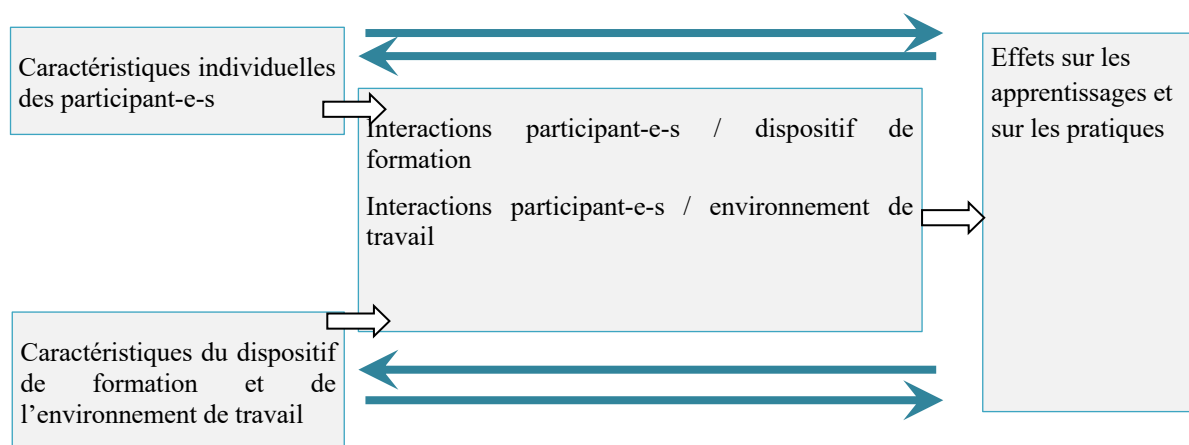 Caractéristiques individuelles
des participant-e-s
Interactions participant-e-s / dispositif de
formation
Interactions participant-e-s / environnement de
travail
Effets sur les
apprentissages et
sur les pratiques
Caractéristiques du dispositif
de formation et de
l’environnement de travail